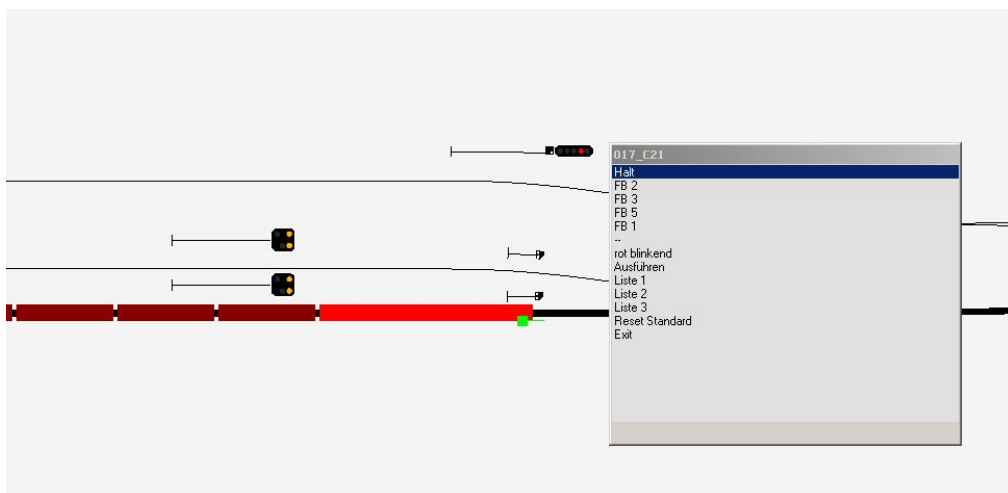 017_C21
Halt
FB 2
FB 3
FB 5
FB 1
--
rot blinkend
Ausführen
Liste 1
Liste 2
Liste 3
Reset Standard
Exit